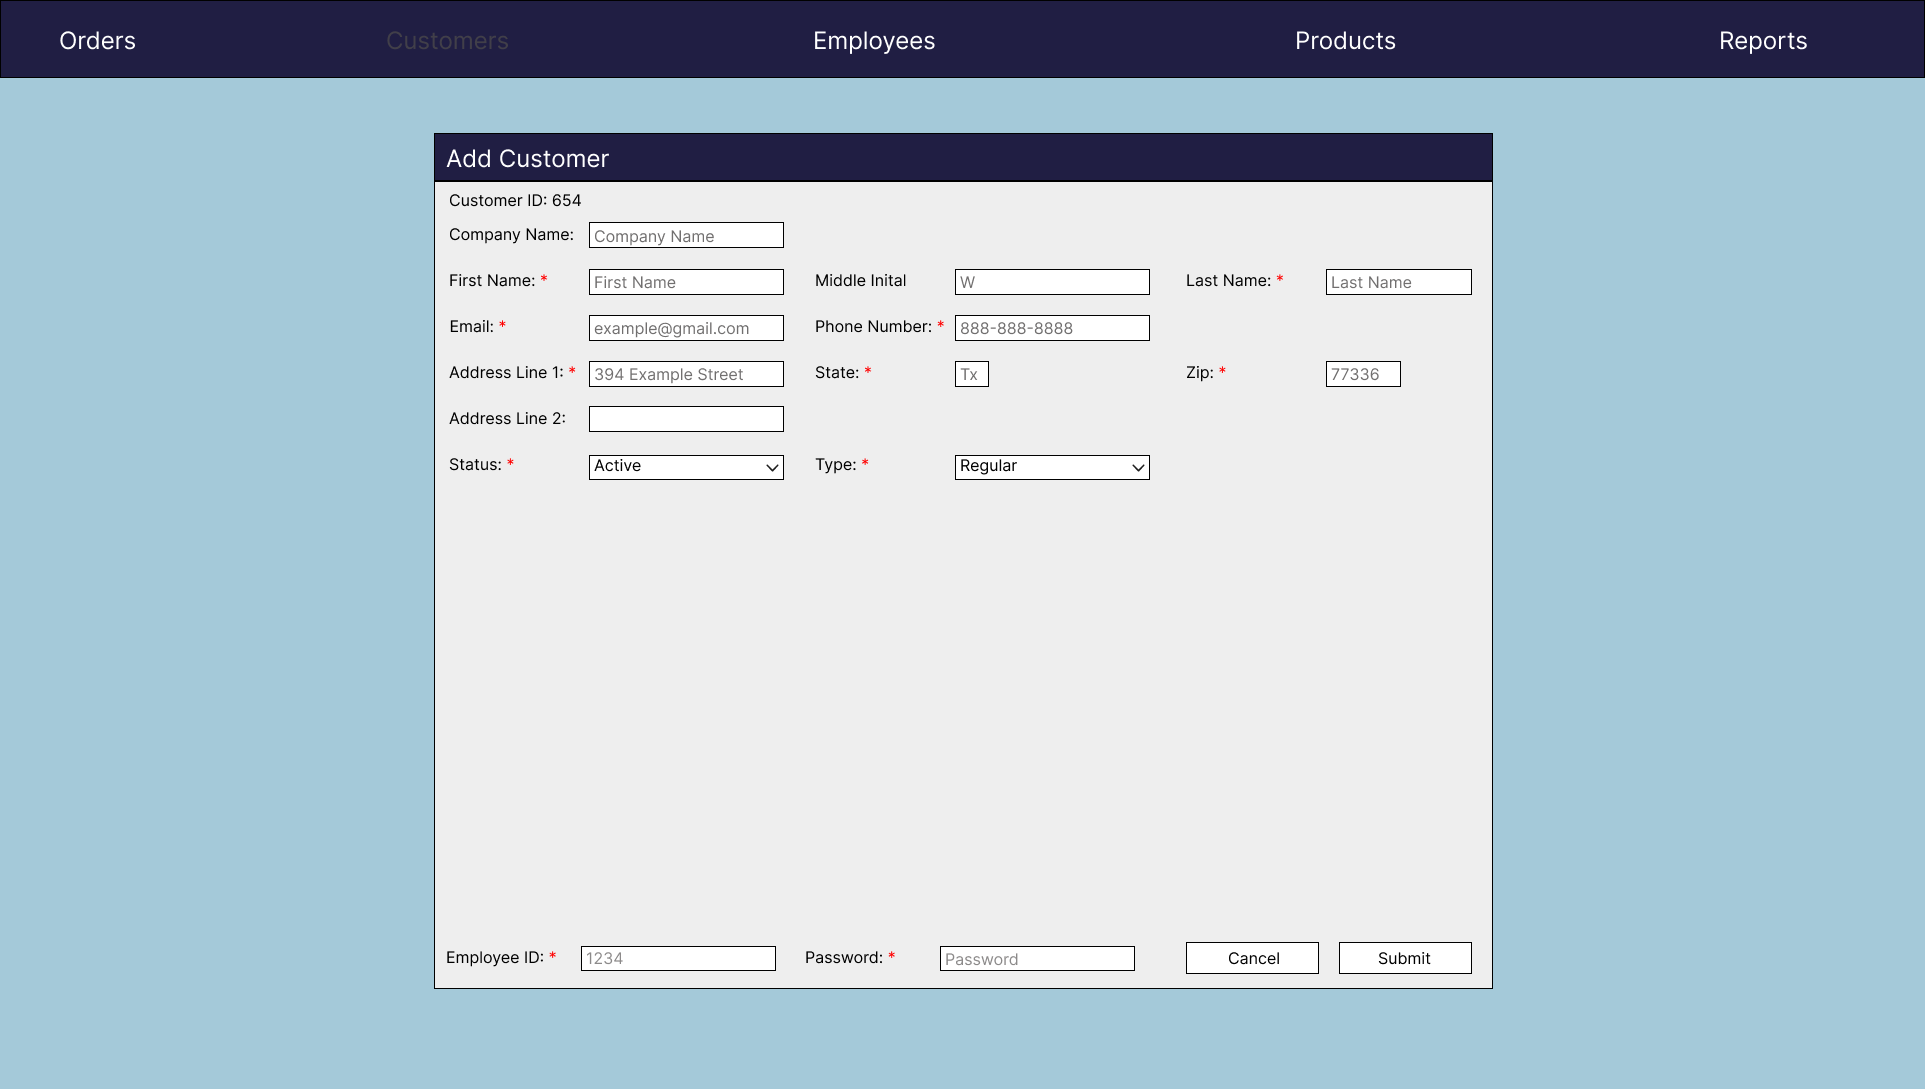 Orders Customers Employees Products Reports
Add Customer
Customer ID: 654
Company Name: Company Name
First Name: * First Name Middle Inital W Last Name: * Last Name
Email: * example@gmail.com Phone Number: * 888-888-8888
Address Line 1: * 394 Example Street State: * Tx Zip: * 77336
Address Line 2:
Status: * Active Type: * Regular
Employee ID: * 1234 Password: * Password Cancel Submit